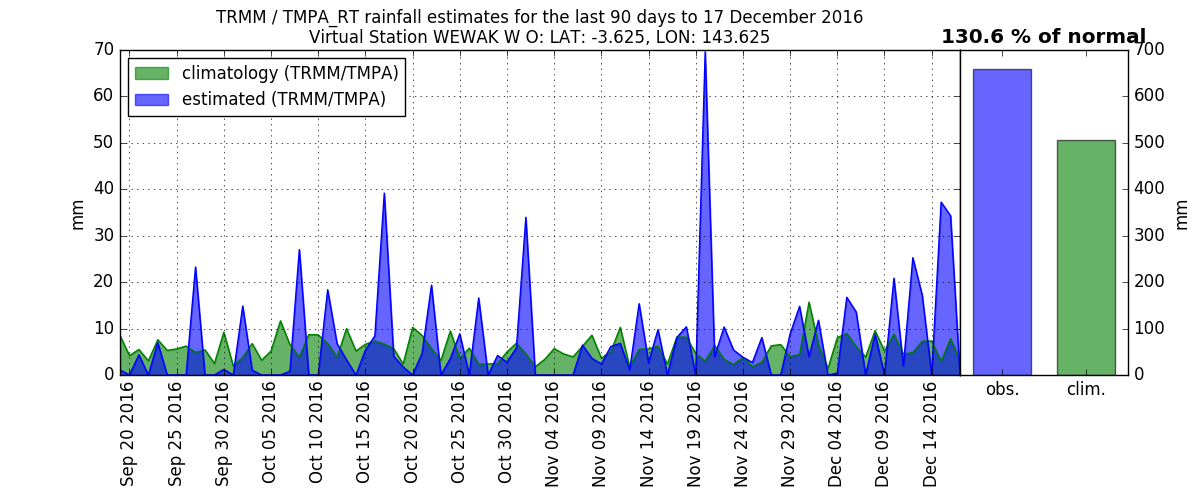 TRMM / TMPA_RT rainfall estimates for the last 90 days to 17 December 2016
Virtual Station WEWAK W O: LAT: -3.625, LON: 143.625
130.6 % of normal
climatology (TRMM/TMPA)
estimated (TRMM/TMPA)
70
60
50
40
30
20
10
0
mm
700
600
500
400
300
200
100
0
mm
Sep 20 2016
Sep 25 2016
Sep 30 2016
Oct 05 2016
Oct 10 2016
Oct 15 2016
Oct 20 2016
Oct 25 2016
Oct 30 2016
Nov 04 2016
Nov 09 2016
Nov 14 2016
Nov 19 2016
Nov 24 2016
Nov 29 2016
Dec 04 2016
Dec 09 2016
Dec 14 2016
obs.
clim.